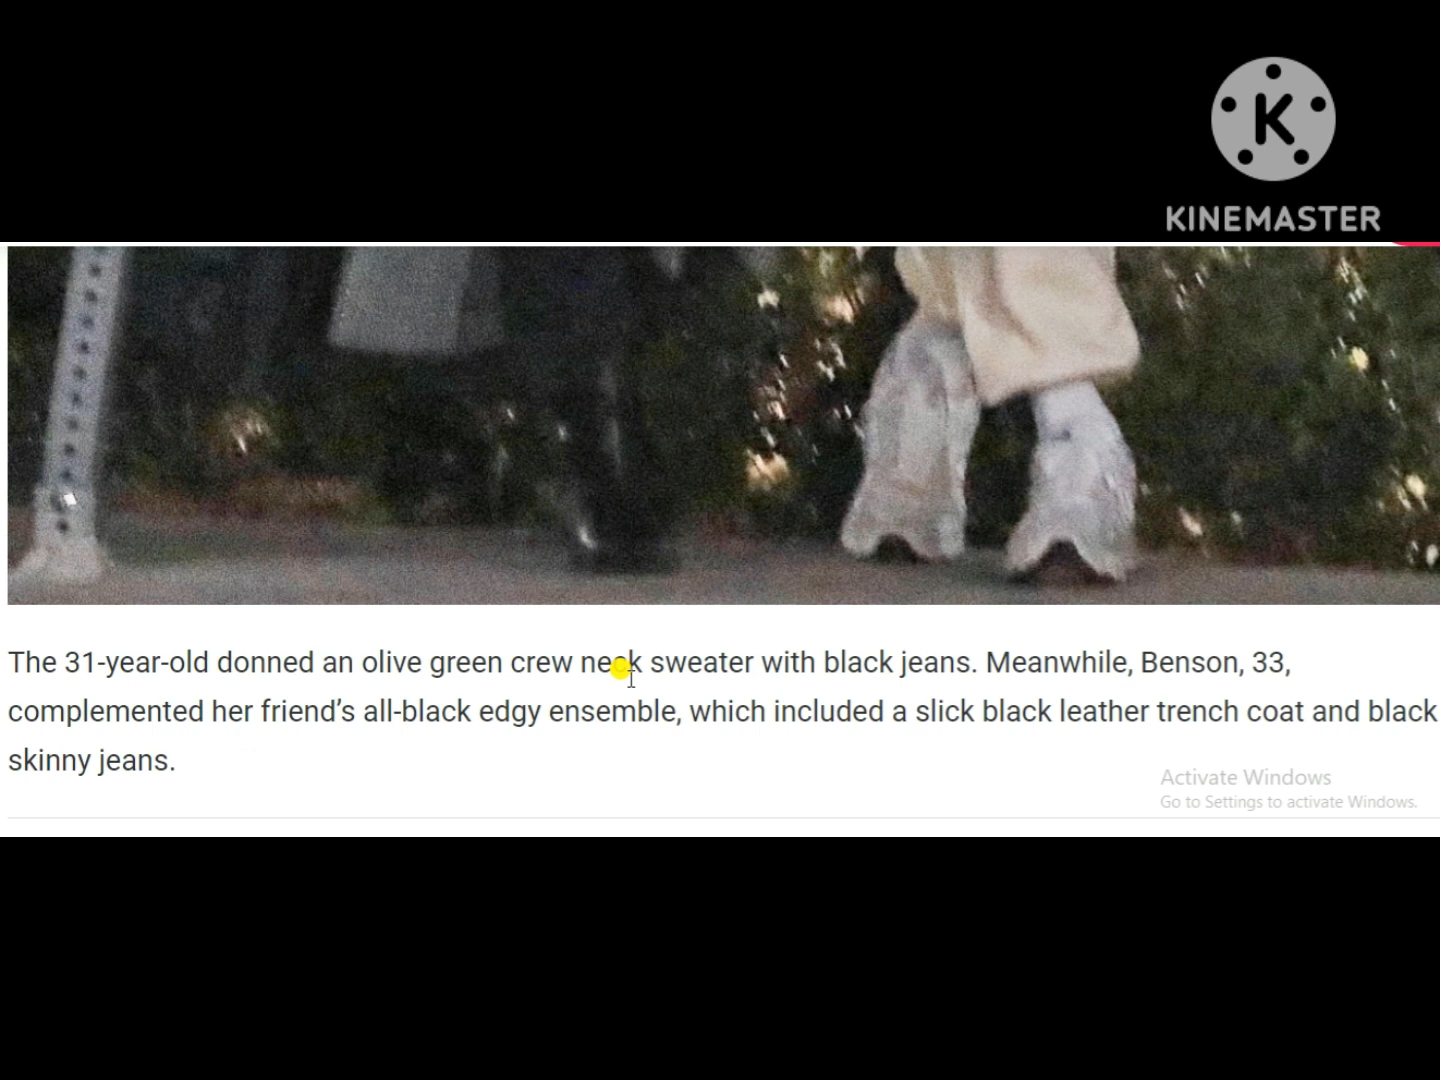 K
KINEMASTER
The 31-year-old donned an olive green crew neck sweater with black jeans. Meanwhile, Benson, 33,
complemented her friend’s all-black edgy ensemble, which included a slick black leather trench coat and black
skinny jeans.
Activate Windows
Go to Settings to activate Windows.